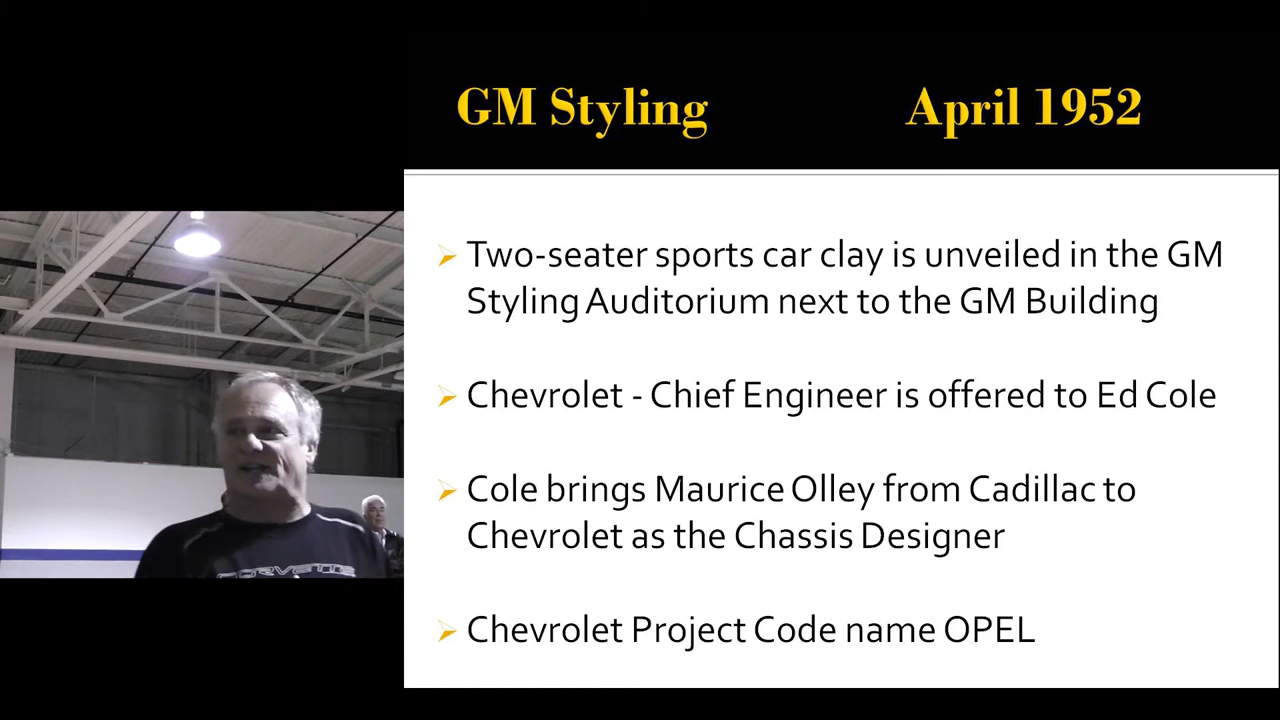 GM Styling April 1952
Two-seater sports car clay is unveiled in the GM
Styling Auditorium next to the GM Building
Chevrolet - Chief Engineer is offered to Ed Cole
Cole brings Maurice Olley from Cadillac to
Chevrolet as the Chassis Designer
Chevrolet Project Code name OPEL
CORVETTE